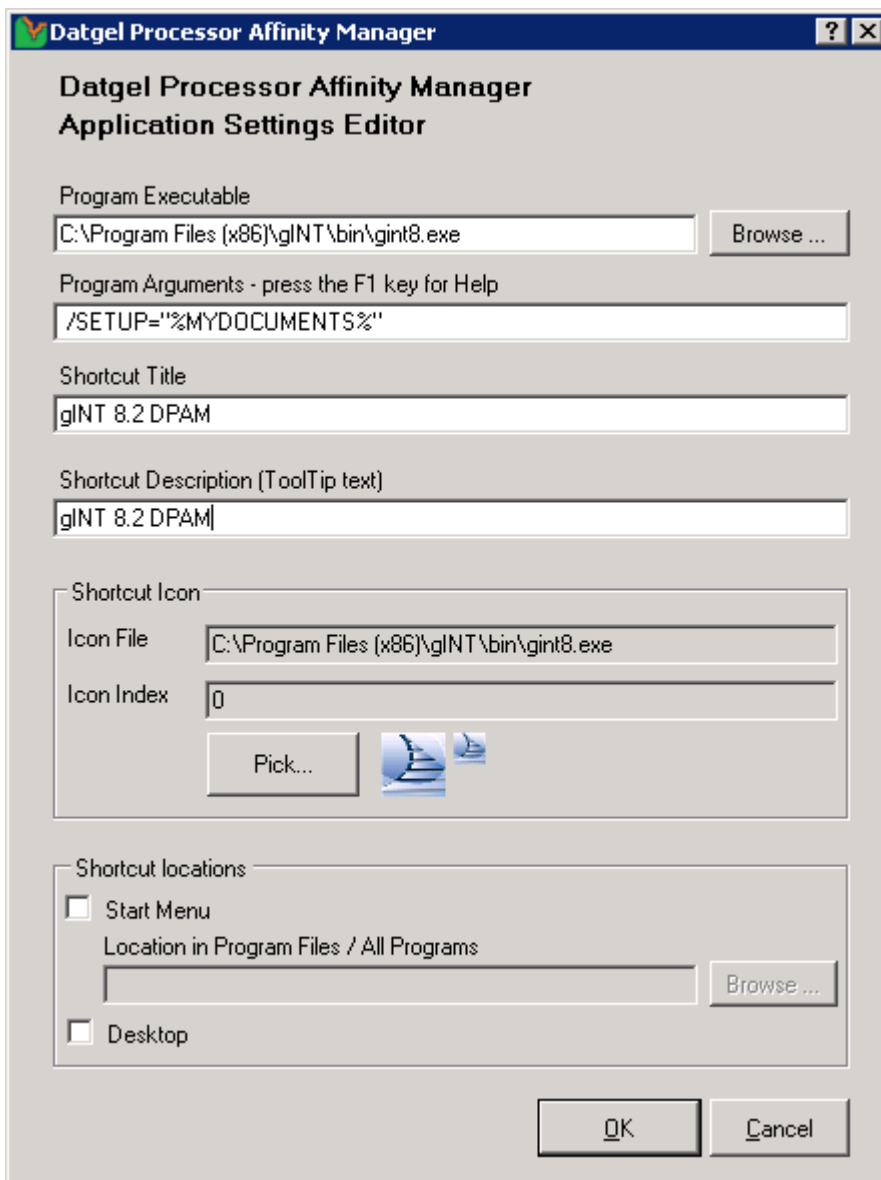 Datgel Processor Affinity Manager
Datgel Processor Affinity Manager
Application Settings Editor
Program Executable
C:\Program Files (x86)\gINT\bin\gint8.exe
Browse ...
Program Arguments - press the F1 key for Help
/SETUP="%MYDOCUMENTS%"
Shortcut Title
gINT 8.2 DPAM
Shortcut Description (ToolTip text)
gINT 8.2 DPAM
Shortcut Icon
Icon File
C:\Program Files (x86)\gINT\bin\gint8.exe
Icon Index
0
Pick...
Shortcut locations
Start Menu
Location in Program Files / All Programs
Browse ...
Desktop
OK
Cancel